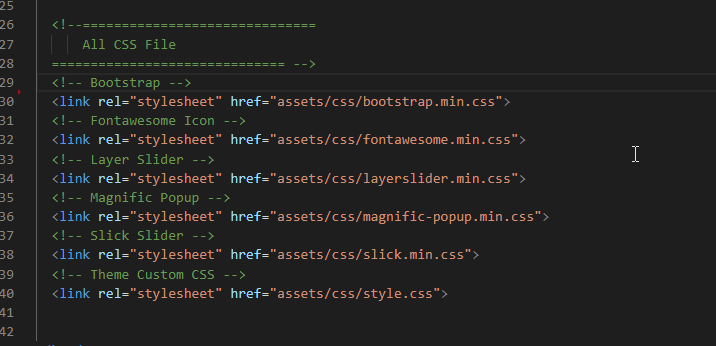 25
26 <!--==============================
27 All CSS File
28 ============================== -->
29 <!-- Bootstrap -->
30 <link rel="stylesheet" href="assets/css/bootstrap.min.css">
31 <!-- Fontawesome Icon -->
32 <link rel="stylesheet" href="assets/css/fontawesome.min.css">
33 <!-- Layer Slider -->
34 <link rel="stylesheet" href="assets/css/layerslider.min.css">
35 <!-- Magnific Popup -->
36 <link rel="stylesheet" href="assets/css/magnific-popup.min.css">
37 <!-- Slick Slider -->
38 <link rel="stylesheet" href="assets/css/slick.min.css">
39 <!-- Theme Custom CSS -->
40 <link rel="stylesheet" href="assets/css/style.css">
41
42